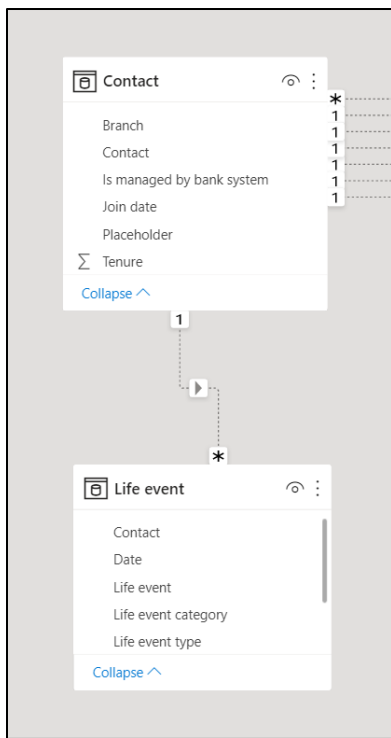 Contact
*
1
1
1
1
1
1
Branch
Contact
Is managed by bank system
Join date
Placeholder
Σ Tenure
Collapse
1
*
Life event
Contact
Date
Life event
Life event category
Life event type
Collapse